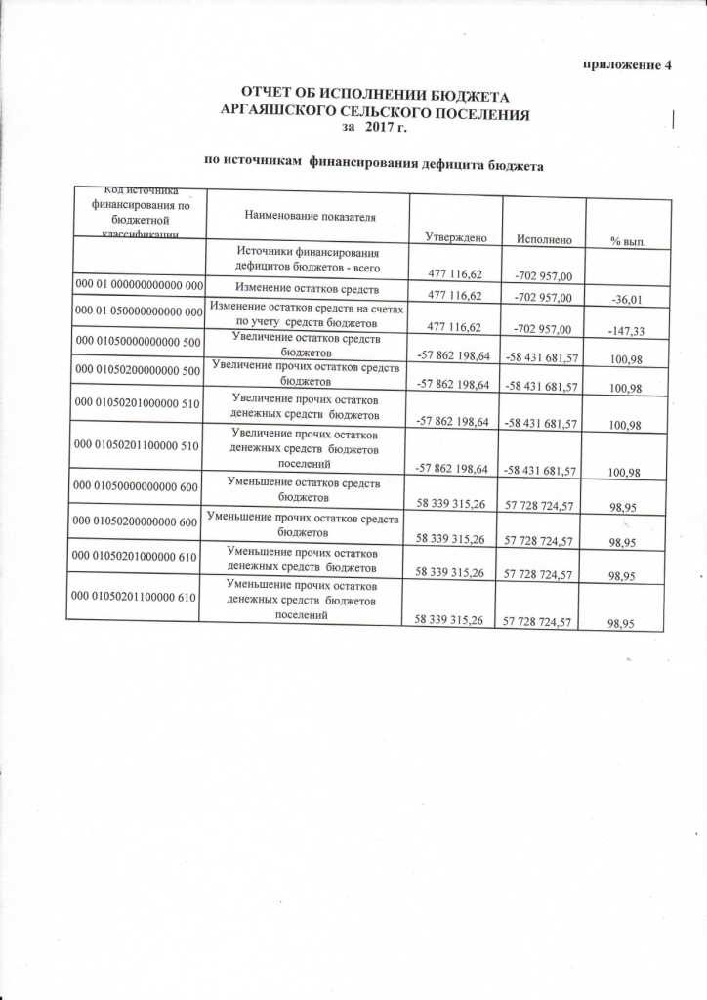 приложение 4
ОТЧЕТ ОБ ИСПОЛНЕНИИ БЮДЖЕТА
АРГАЯШСКОГО СЕЛЬСКОГО ПОСЕЛЕНИЯ
за 2017 г.
по источникам финансирования дефицита бюджета
Код источника
финансирования по
бюджетной
классификации
Наименование показателя
Утверждено
Исполнено
% вып.
Источники финансирования
дефицитов бюджетов - всего
477 116,62
-702 957,00
000 01 000000000000 000
Изменение остатков средств
477 116,62
-702 957,00
-36,01
000 01 050000000000 000
Изменение остатков средств на счетах
по учету средств бюджетов
477 116,62
-702 957,00
-147,33
000 01050000000000 500
Увеличение остатков средств
бюджетов
-57 862 198,64
-58 431 681,57
100,98
000 01050200000000 500
Увеличение прочих остатков средств
бюджетов
-57 862 198,64
-58 431 681,57
100,98
000 01050201000000 510
Увеличение прочих остатков
денежных средств бюджетов
-57 862 198,64
-58 431 681,57
100,98
000 01050201100000 510
Увеличение прочих остатков
денежных средств бюджетов
поселений
-57 862 198,64
-58 431 681,57
100,98
000 01050000000000 600
Уменьшение остатков средств
бюджетов
58 339 315,26
57 728 724,57
98,95
000 01050200000000 600
Уменьшение прочих остатков средств
бюджетов
58 339 315,26
57 728 724,57
98,95
000 01050201000000 610
Уменьшение прочих остатков
денежных средств бюджетов
58 339 315,26
57 728 724,57
98,95
000 01050201100000 610
Уменьшение прочих остатков
денежных средств бюджетов
поселений
58 339 315,26
57 728 724,57
98,95